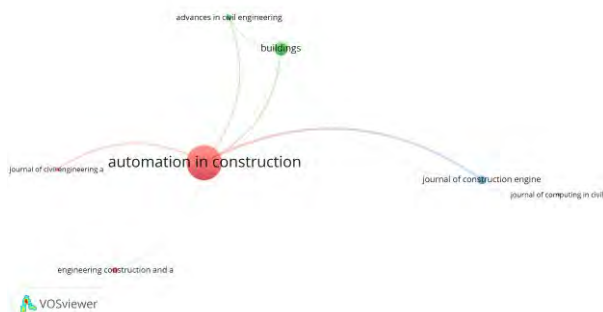 advances in civil engineering
buildings
automation in construction
journal of civil engineering a
journal of construction engine
journal of computing in civil
engineering construction and a
VOSviewer